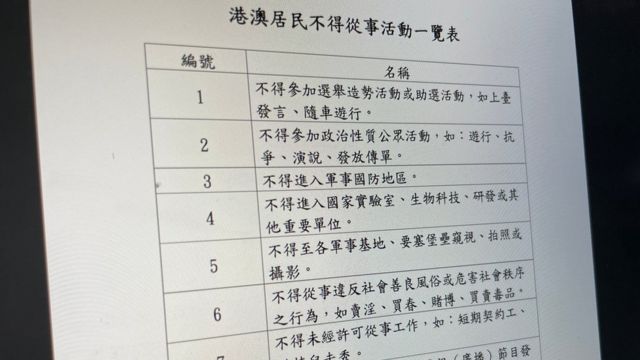 港澳居民不得從事活動一覽表
編號 名稱
1 不得參加選舉造勢活動或助選活動，如上臺
發言、隨車遊行。
2 不得參加政治性質公眾活動，如：遊行、抗
爭、演說、發放傳單。
3 不得進入軍事國防地區。
4 不得進入國家實驗室、生物科技、研發或其
他重要單位。
5 不得至各軍事基地、要塞堡壘窺視、拍照或
攝影。
6 不得從事違反社會善良風俗或危害社會秩序
之行為，如賣淫、買春、賭博、買賣毒品。
不得未經許可從事工作，如：短期契約工、
走秀。
節目發